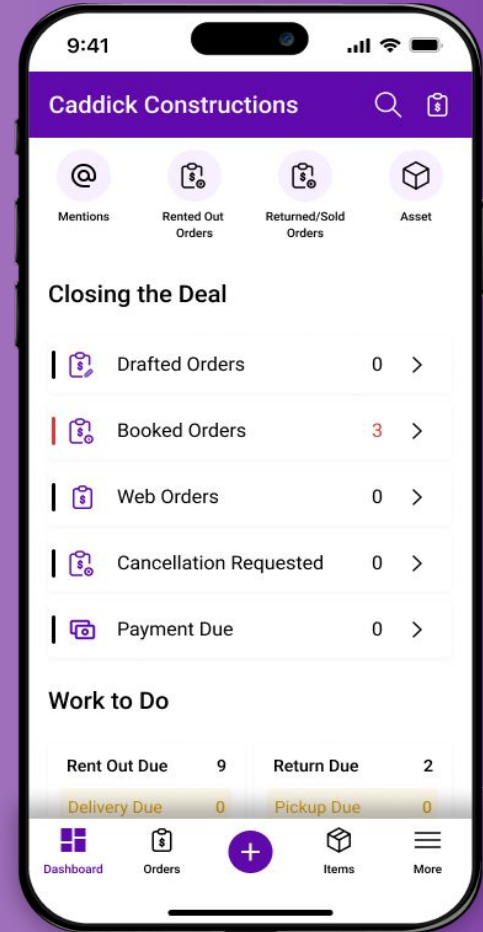 9:41
Caddick Constructions
Mentions
Rented Out
Orders
Returned/Sold
Orders
Asset
Closing the Deal
Drafted Orders 0
Booked Orders 3
Web Orders 0
Cancellation Requested 0
Payment Due 0
Work to Do
Rent Out Due 9
Return Due 2
Delivery Due 0
Pickup Due 0
Dashboard
Orders
Items
More